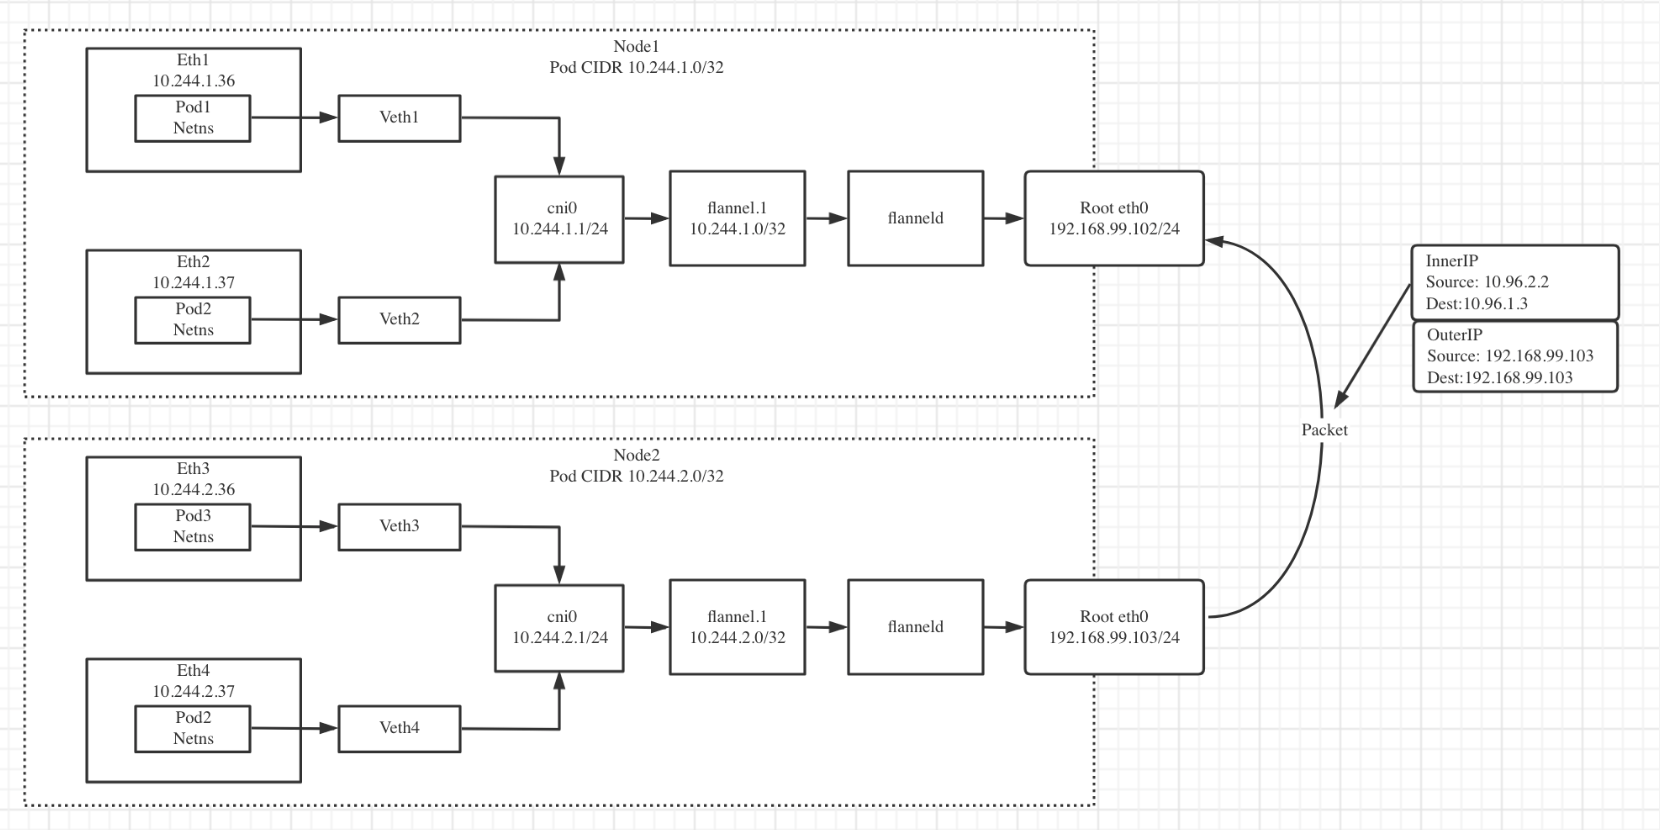 Node1
Pod CIDR 10.244.1.0/32
Eth1
10.244.1.36
Pod1
Netns
Veth1
cni0
10.244.1.1/24
flannel.1
10.244.1.0/32
flanneld
Root eth0
192.168.99.102/24
Eth2
10.244.1.37
Pod2
Netns
Veth2
InnerIP
Source: 10.96.2.2
Dest:10.96.1.3
OuterIP
Source: 192.168.99.103
Dest:192.168.99.103
Packet
Node2
Pod CIDR 10.244.2.0/32
Eth3
10.244.2.36
Pod3
Netns
Veth3
cni0
10.244.2.1/24
flannel.1
10.244.2.0/32
flanneld
Root eth0
192.168.99.103/24
Eth4
10.244.2.37
Pod2
Netns
Veth4